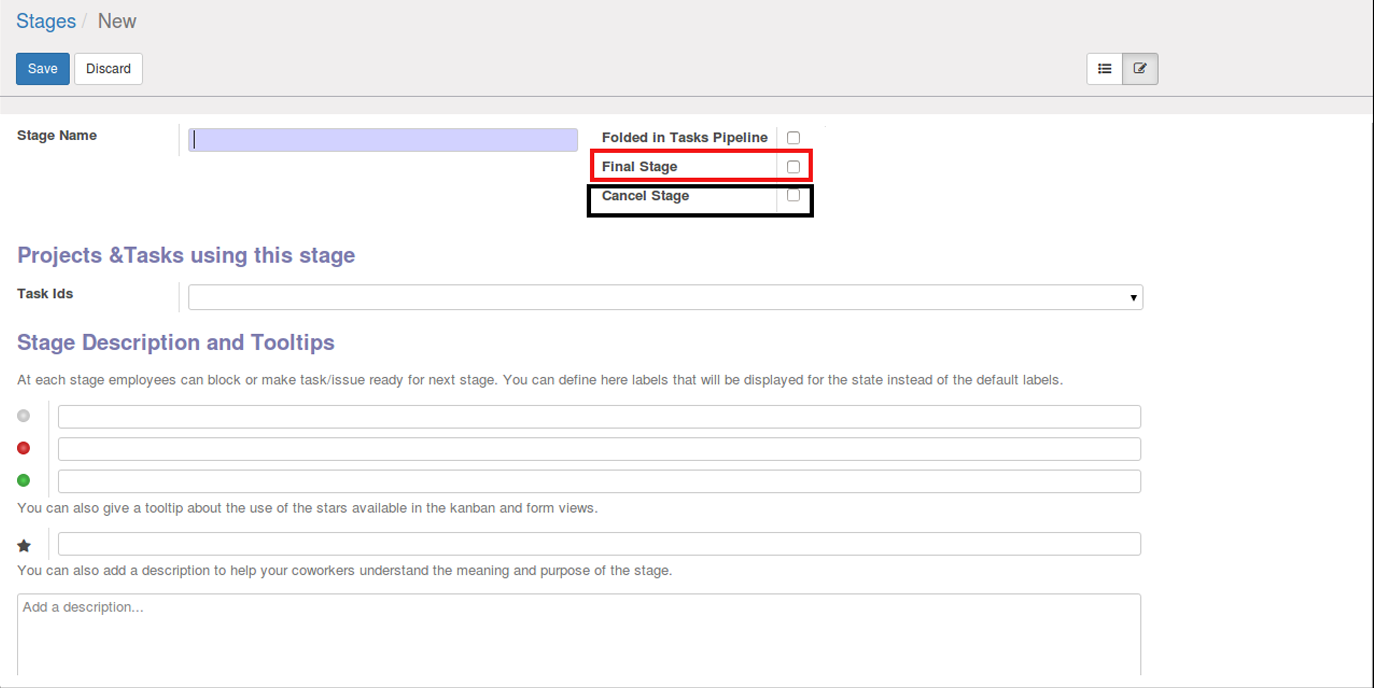 Stages / New
Save Discard
Stage Name
Folded in Tasks Pipeline
Final Stage
Cancel Stage
Projects &Tasks using this stage
Task Ids
Stage Description and Tooltips
At each stage employees can block or make task/issue ready for next stage. You can define here labels that will be displayed for the state instead of the default labels.
You can also give a tooltip about the use of the stars available in the kanban and form views.
You can also add a description to help your coworkers understand the meaning and purpose of the stage.
Add a description...